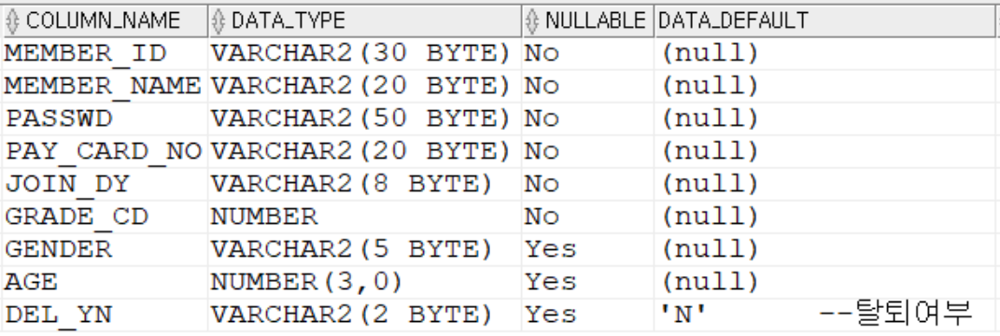 COLUMN_NAME DATA_TYPE NULLABLE DATA_DEFAULT
MEMBER_ID VARCHAR2(30 BYTE) No (null)
MEMBER_NAME VARCHAR2(20 BYTE) No (null)
PASSWD VARCHAR2(50 BYTE) No (null)
PAY_CARD_NO VARCHAR2(20 BYTE) No (null)
JOIN_DY VARCHAR2(8 BYTE) No (null)
GRADE_CD NUMBER No (null)
GENDER VARCHAR2(5 BYTE) Yes (null)
AGE NUMBER(3,0) Yes (null)
DEL_YN VARCHAR2(2 BYTE) Yes 'N' --탈퇴여부